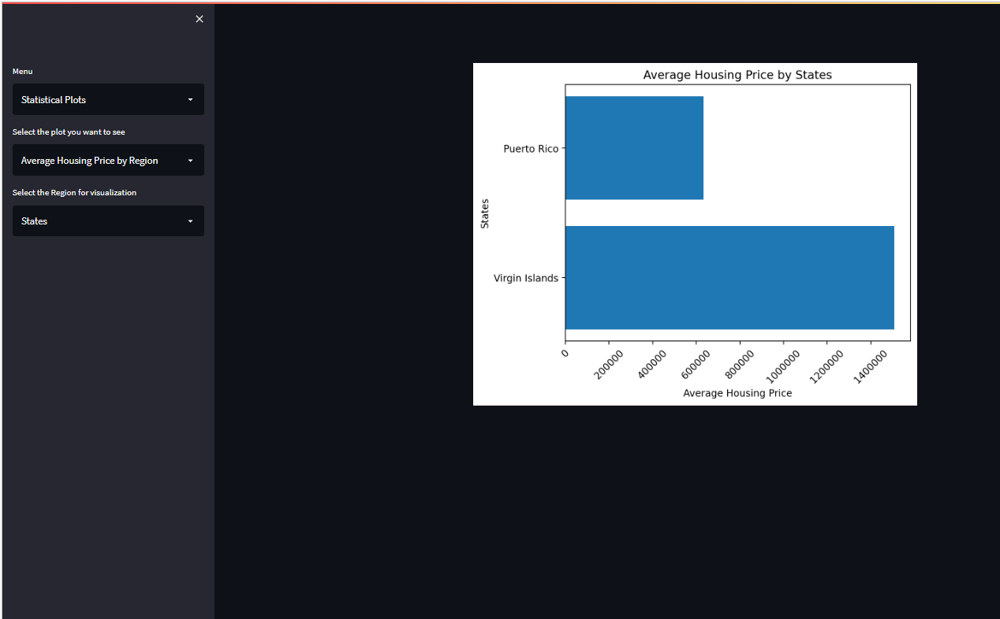 Menu
Statistical Plots
Select the plot you want to see
Average Housing Price by Region
Select the Region for visualization
States
Average Housing Price by States
Puerto Rico
States
Virgin Islands
0 200000 400000 600000 800000 1000000 1200000 1400000
Average Housing Price